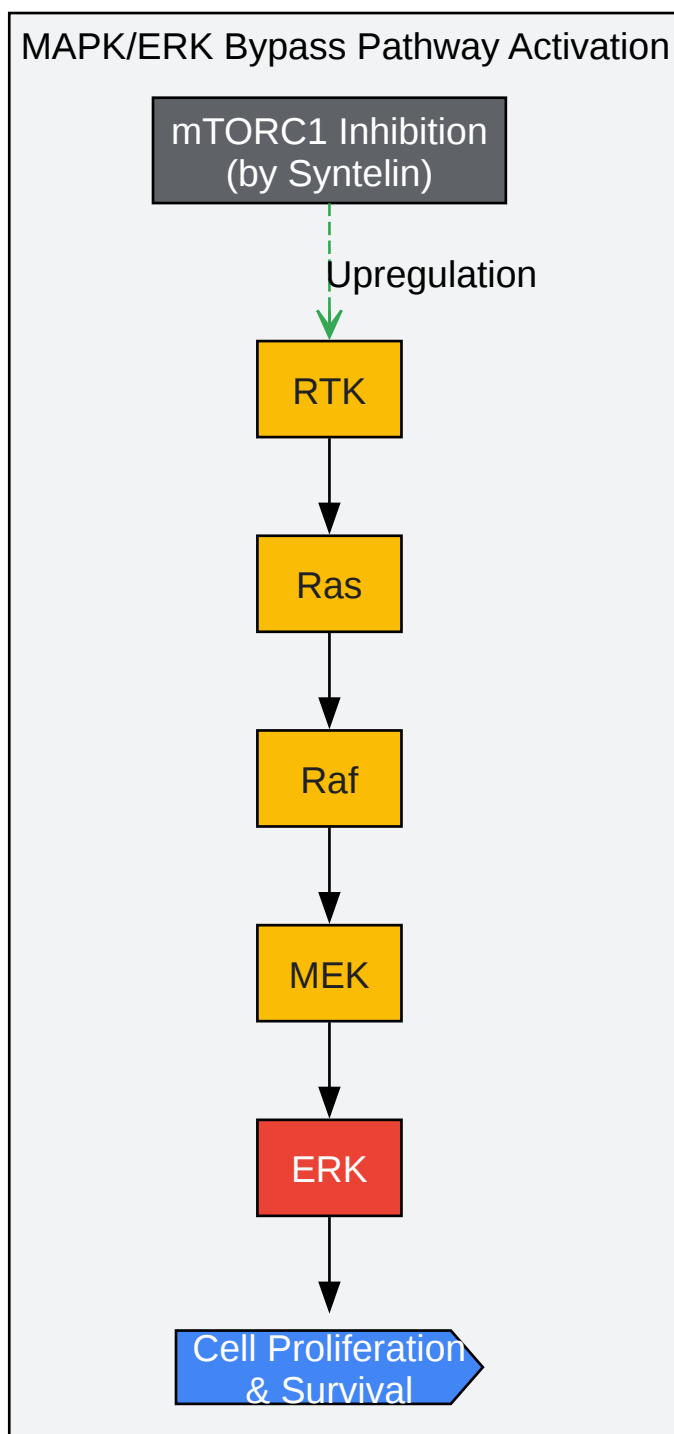 MAPK/ERK Bypass Pathway Activation
mTORC1 Inhibition
(by Syntelin)
Upregulation
RTK
Ras
Raf
MEK
ERK
Cell Proliferation
& Survival